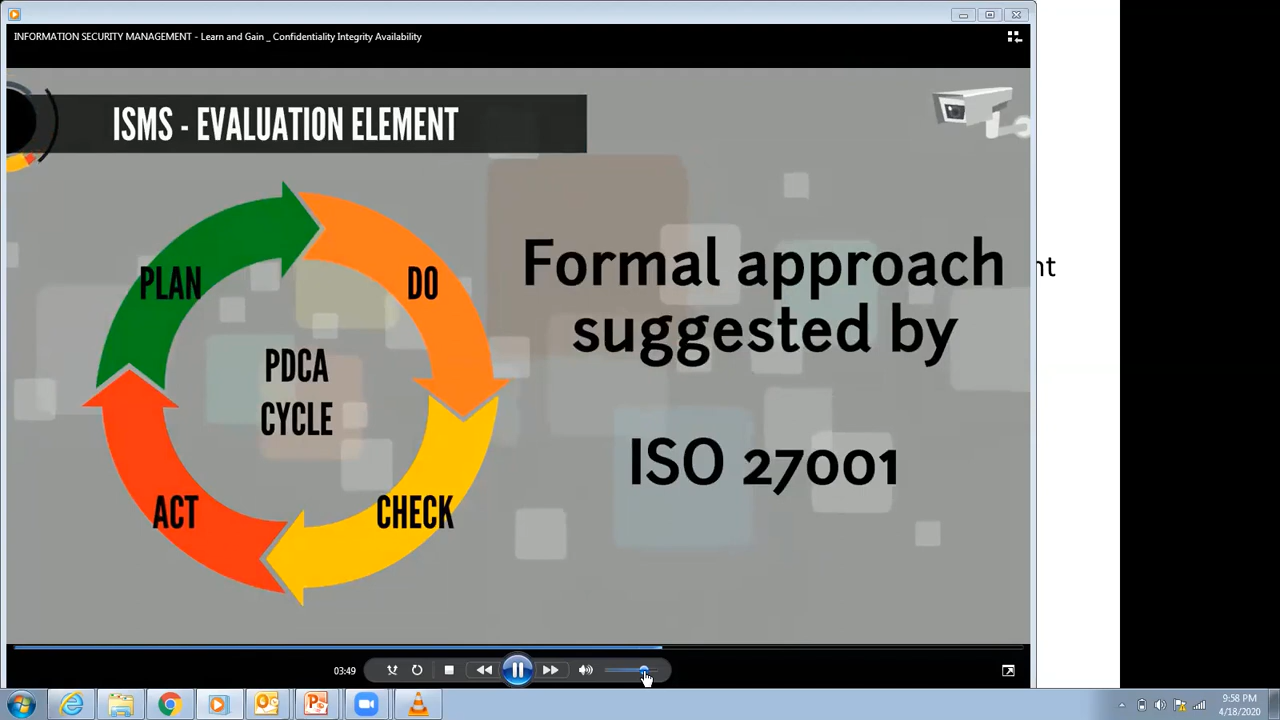 INFORMATION SECURITY MANAGEMENT - Learn and Gain _ Confidentiality Integrity Availability
ISMS - EVALUATION ELEMENT
PLAN
DO
PDCA
CYCLE
ACT
CHECK
Formal approach
suggested by
ISO 27001
nt
03:49
9:58 PM
4/18/2020